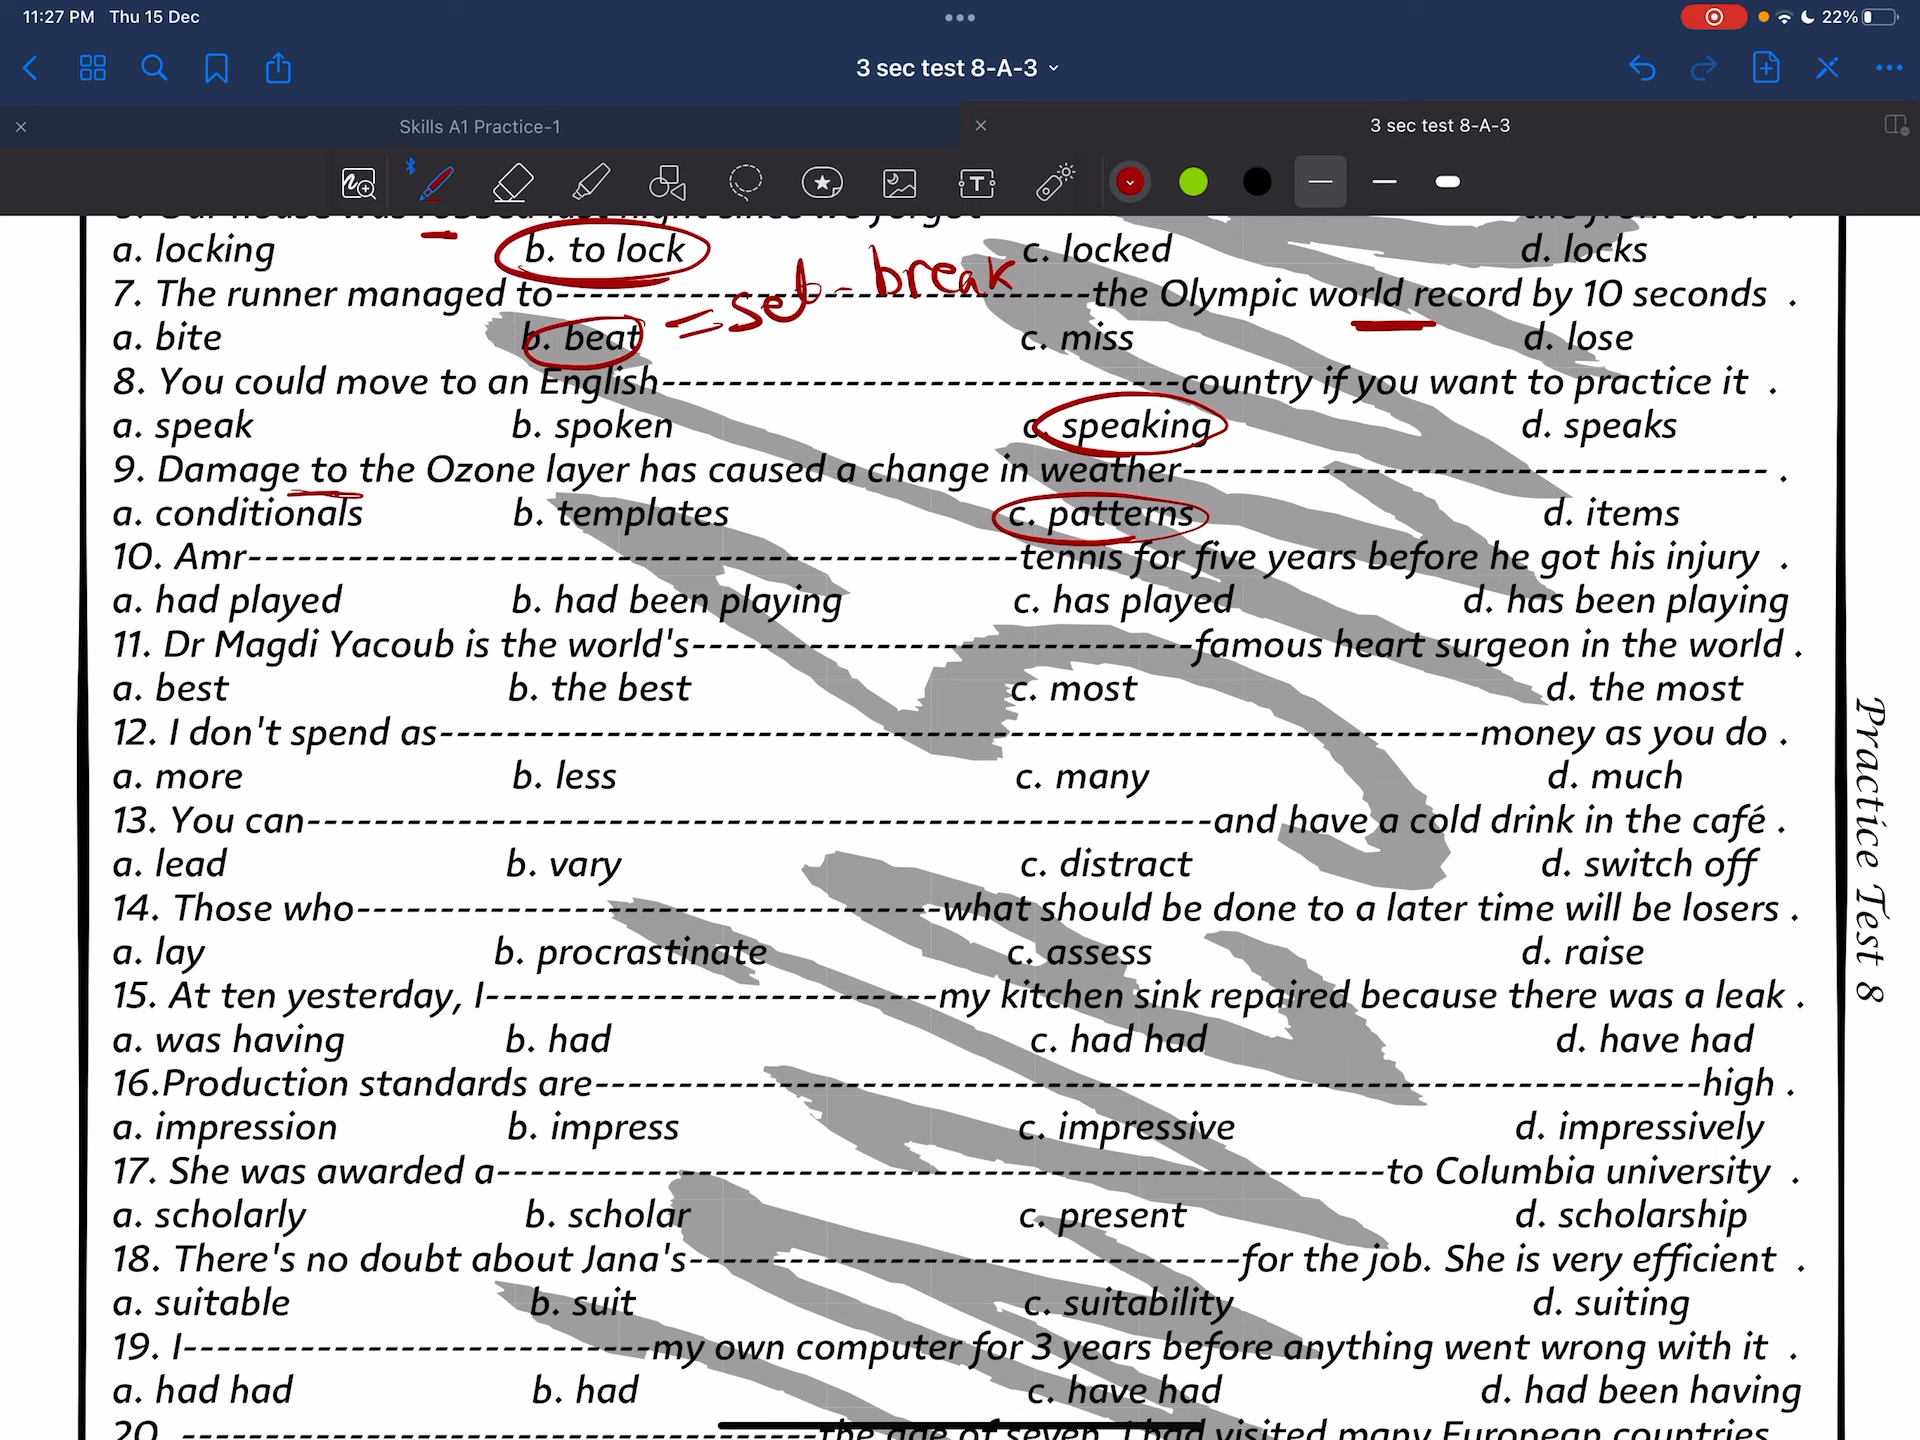 11:27 PM Thu 15 Dec
22%
3 sec test 8-A-3
Skills A1 Practice-1
3 sec test 8-A-3
a. locking b. to lock c. locked d. locks
= set - break
7. The runner managed to------------------------------the Olympic world record by 10 seconds .
a. bite b. beat c. miss d. lose
8. You could move to an English------------------------------country if you want to practice it .
a. speak b. spoken c. speaking d. speaks
9. Damage to the Ozone layer has caused a change in weather----------------------------------- .
a. conditionals b. templates c. patterns d. items
10. Amr----------------------------------------------tennis for five years before he got his injury .
a. had played b. had been playing c. has played d. has been playing
11. Dr Magdi Yacoub is the world's------------------------------famous heart surgeon in the world .
a. best b. the best c. most d. the most
12. I don't spend as--------------------------------------------------------------money as you do .
a. more b. less c. many d. much
13. You can------------------------------------------------------and have a cold drink in the café .
a. lead b. vary c. distract d. switch off
14. Those who-----------------------------------what should be done to a later time will be losers .
a. lay b. procrastinate c. assess d. raise
15. At ten yesterday, I---------------------------my kitchen sink repaired because there was a leak .
a. was having b. had c. had had d. have had
16.Production standards are------------------------------------------------------------------high .
a. impression b. impress c. impressive d. impressively
17. She was awarded a-----------------------------------------------------to Columbia university .
a. scholarly b. scholar c. present d. scholarship
18. There's no doubt about Jana's---------------------------------for the job. She is very efficient .
a. suitable b. suit c. suitability d. suiting
19. I----------------------------my own computer for 3 years before anything went wrong with it .
a. had had b. had c. have had d. had been having
20. --------------------------------------the age of seven, I had visited many European countries
Practice Test 8